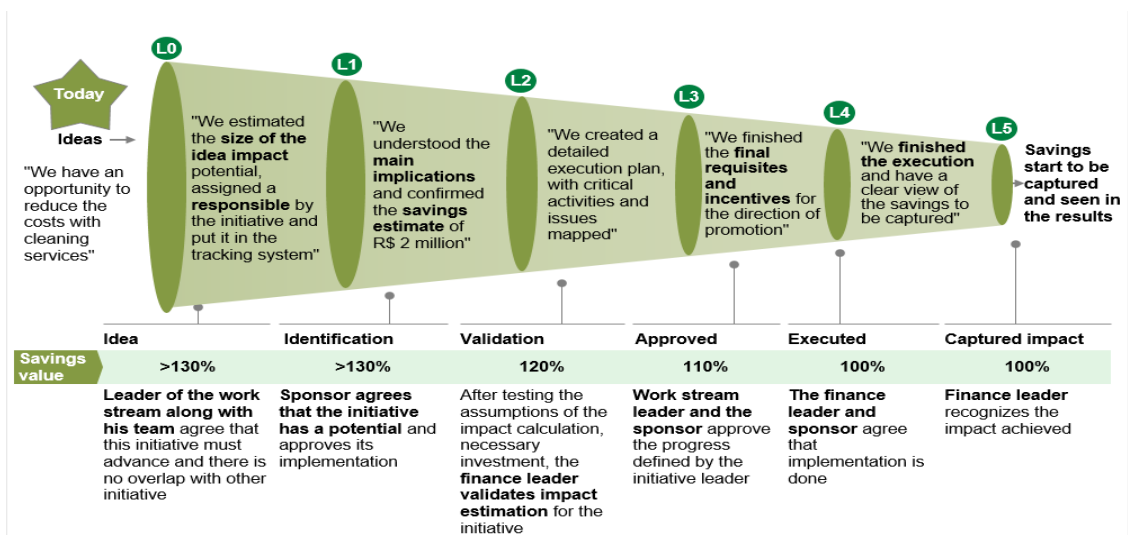 L0
L1
L2
L3
L4
L5
Today
Ideas
"We have an
opportunity to
reduce the
costs with
cleaning
services"
"We estimated
the size of the
idea impact
potential,
assigned a
responsible by
the initiative and
put it in the
tracking system"
"We
understood the
main
implications
and confirmed
the savings
estimate of
R$ 2 million"
"We created a
detailed
execution plan,
with critical
activities and
issues
mapped"
"We finished
the final
requisites
and
incentives for
the direction of
promotion"
"We finished
the execution
and have a
clear view of
the savings to
be captured"
Savings
start to be
captured
and seen in
the results
Idea
Identification
Validation
Approved
Executed
Captured impact
Savings
value
>130%
>130%
120%
110%
100%
100%
Leader of the work
stream along with
his team agree that
this initiative must
advance and there is
no overlap with other
initiative
Sponsor agrees
that the initiative
has a potential and
approves its
implementation
After testing the
assumptions of the
impact calculation,
necessary
investment, the
finance leader
validates impact
estimation for the
initiative
Work stream
leader and the
sponsor approve
the progress
defined by the
initiative leader
The finance
leader and
sponsor agree
that
implementation is
done
Finance leader
recognizes the
impact achieved